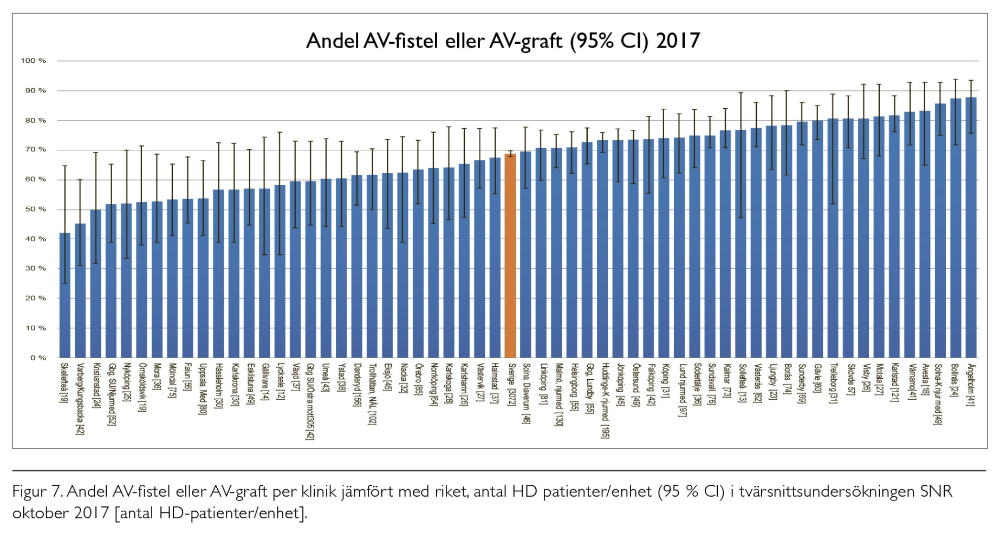 Andel AV-fistel eller AV-graft (95% CI) 2017
100 %
90 %
80 %
70 %
60 %
50 %
40 %
30 %
20 %
10 %
0 %
Skellefteå [19]
Varberg/Kungsbacka [42]
Kristianstad [24]
Gbg, SU/Njurmed [52]
Nyköping [25]
Örnsköldsvik [19]
Mora [36]
Mölndal [75]
Falun [56]
Uppsala, Med [80]
Hässleholm [30]
Karlskrona [30]
Eskilstuna [49]
Gällivare [14]
Lycksele [12]
Växjö [37]
Gbg SU/Östra mott305 [42]
Umeå [43]
Ystad [38]
Danderyd [156]
Trollhättan, NÄL [102]
Eksjö [45]
Nacka [32]
Örebro [85]
Norrköping [64]
Karlskoga [28]
Karlshamn [26]
Västervik [27]
Halmstad [37]
Sverige [3072]
Solna, Diaverum [46]
Linköping [81]
Malmö, njurmed [130]
Helsingborg [55]
Gbg, Lundby [55]
Huddinge-K njurmed [195]
Jönköping [45]
Östersund [49]
Falköping [42]
Köping [31]
Lund njurmed [97]
Södertälje [36]
Sundsvall [76]
Kalmar [73]
Sollefteå [13]
Västerås [62]
Ljungby [23]
Borås [74]
Sunderby [69]
Gävle [60]
Trelleborg [31]
Skövde 57]
Visby [26]
Motala [27]
Karlstad [121]
Värnamo[41]
Avesta [18]
Solna-K njur med [49]
Bollnäs [24]
Ängelholm [41]
Figur 7. Andel AV-fistel eller AV-graft per klinik jämfört med riket, antal HD patienter/enhet (95 % CI) i tvärsnittsundersökningen SNR
oktober 2017 [antal HD-patienter/enhet].